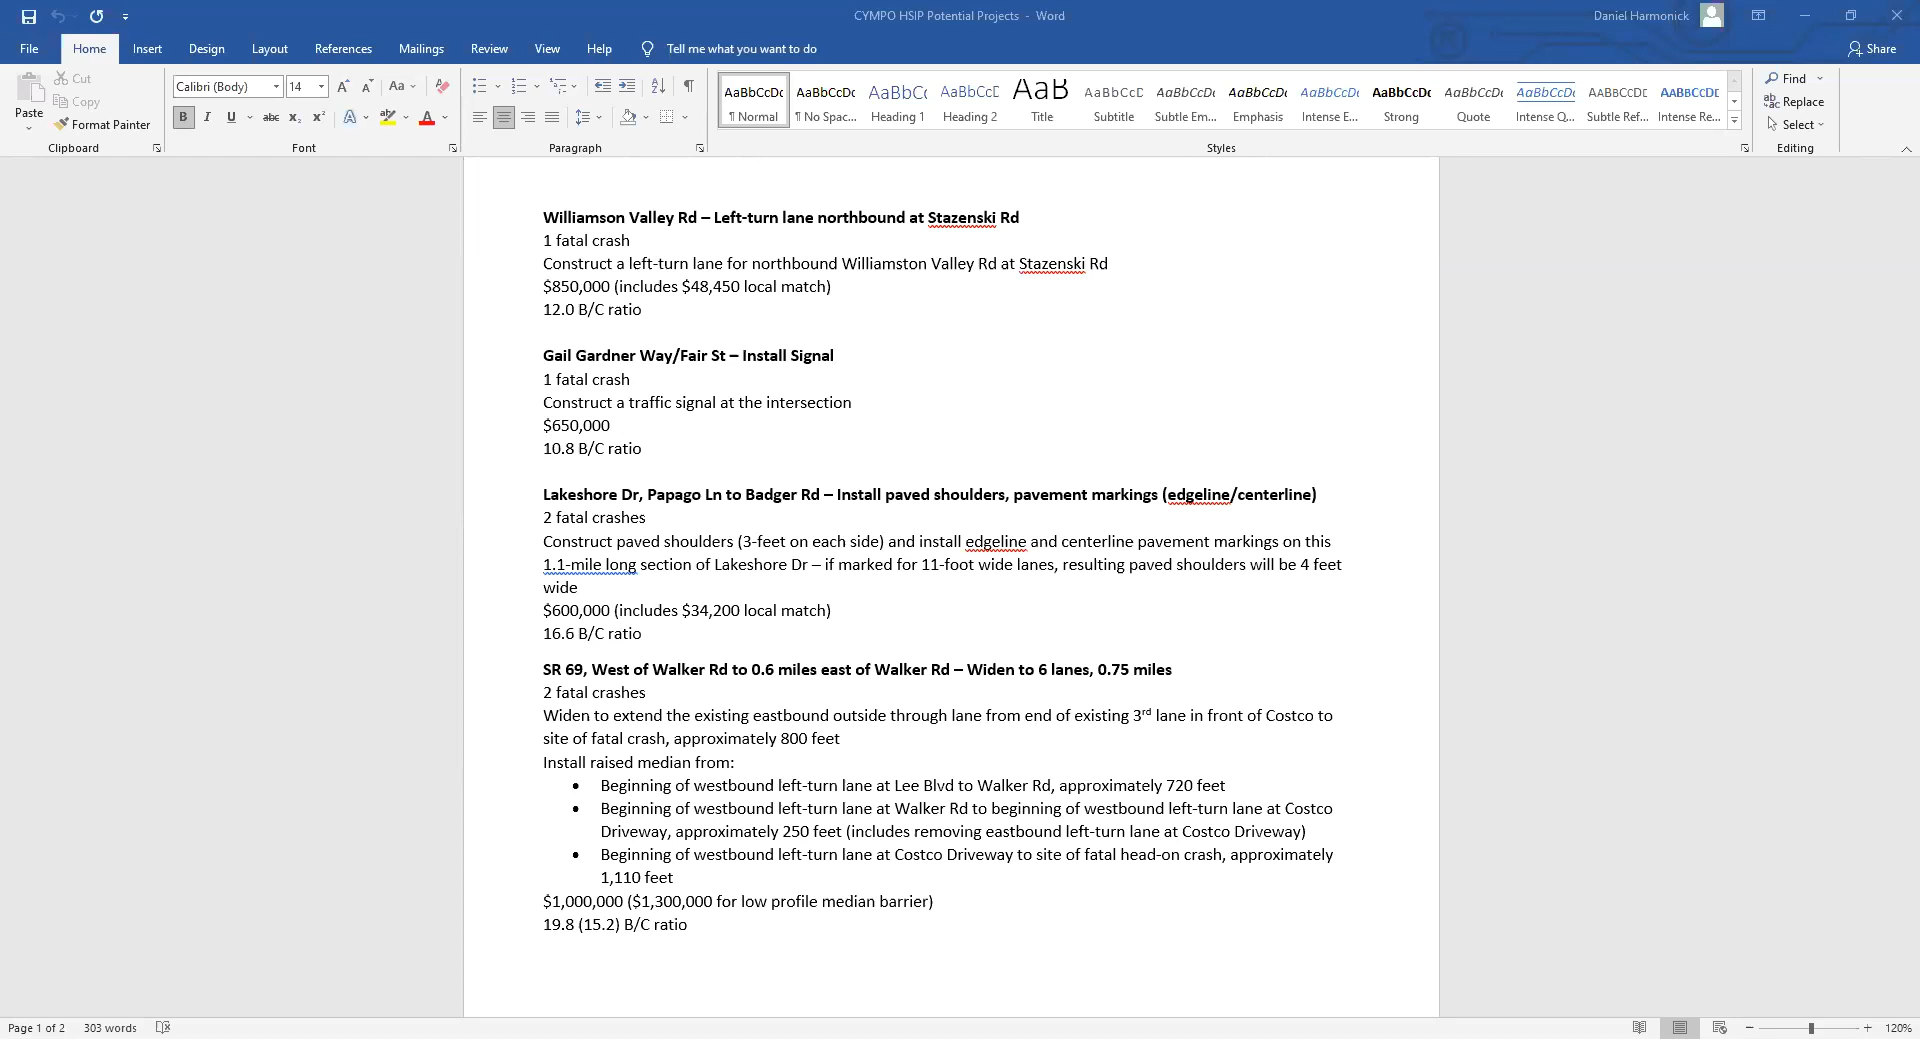 CYMPO HSIP Potential Projects - Word
Daniel Harmonick
File Home Insert Design Layout References Mailings Review View Help Tell me what you want to do Share
Paste
Cut
Copy
Format Painter
Clipboard
Calibri (Body) 14
Font
Paragraph
AaBbCcDc AaBbCcDc AaBbCc AaBbCcD AaB AaBbCcD AaBbCcDc AaBbCcDc AaBbCcDc AaBbCcDc AaBbCcDc AaBbCcDc AABBCCDE AABBCCDE
¶ Normal ¶ No Spac... Heading 1 Heading 2 Title Subtitle Subtle Em... Emphasis Intense E... Strong Quote Intense Q... Subtle Ref... Intense Re...
Styles
Find
Replace
Select
Editing
Williamson Valley Rd – Left-turn lane northbound at Stazenski Rd
1 fatal crash
Construct a left-turn lane for northbound Williamston Valley Rd at Stazenski Rd
$850,000 (includes $48,450 local match)
12.0 B/C ratio
Gail Gardner Way/Fair St – Install Signal
1 fatal crash
Construct a traffic signal at the intersection
$650,000
10.8 B/C ratio
Lakeshore Dr, Papago Ln to Badger Rd – Install paved shoulders, pavement markings (edgeline/centerline)
2 fatal crashes
Construct paved shoulders (3-feet on each side) and install edgeline and centerline pavement markings on this
1.1-mile long section of Lakeshore Dr – if marked for 11-foot wide lanes, resulting paved shoulders will be 4 feet
wide
$600,000 (includes $34,200 local match)
16.6 B/C ratio
SR 69, West of Walker Rd to 0.6 miles east of Walker Rd – Widen to 6 lanes, 0.75 miles
2 fatal crashes
Widen to extend the existing eastbound outside through lane from end of existing 3rd lane in front of Costco to
site of fatal crash, approximately 800 feet
Install raised median from:
• Beginning of westbound left-turn lane at Lee Blvd to Walker Rd, approximately 720 feet
• Beginning of westbound left-turn lane at Walker Rd to beginning of westbound left-turn lane at Costco
Driveway, approximately 250 feet (includes removing eastbound left-turn lane at Costco Driveway)
• Beginning of westbound left-turn lane at Costco Driveway to site of fatal head-on crash, approximately
1,110 feet
$1,000,000 ($1,300,000 for low profile median barrier)
19.8 (15.2) B/C ratio
Page 1 of 2 303 words 120%